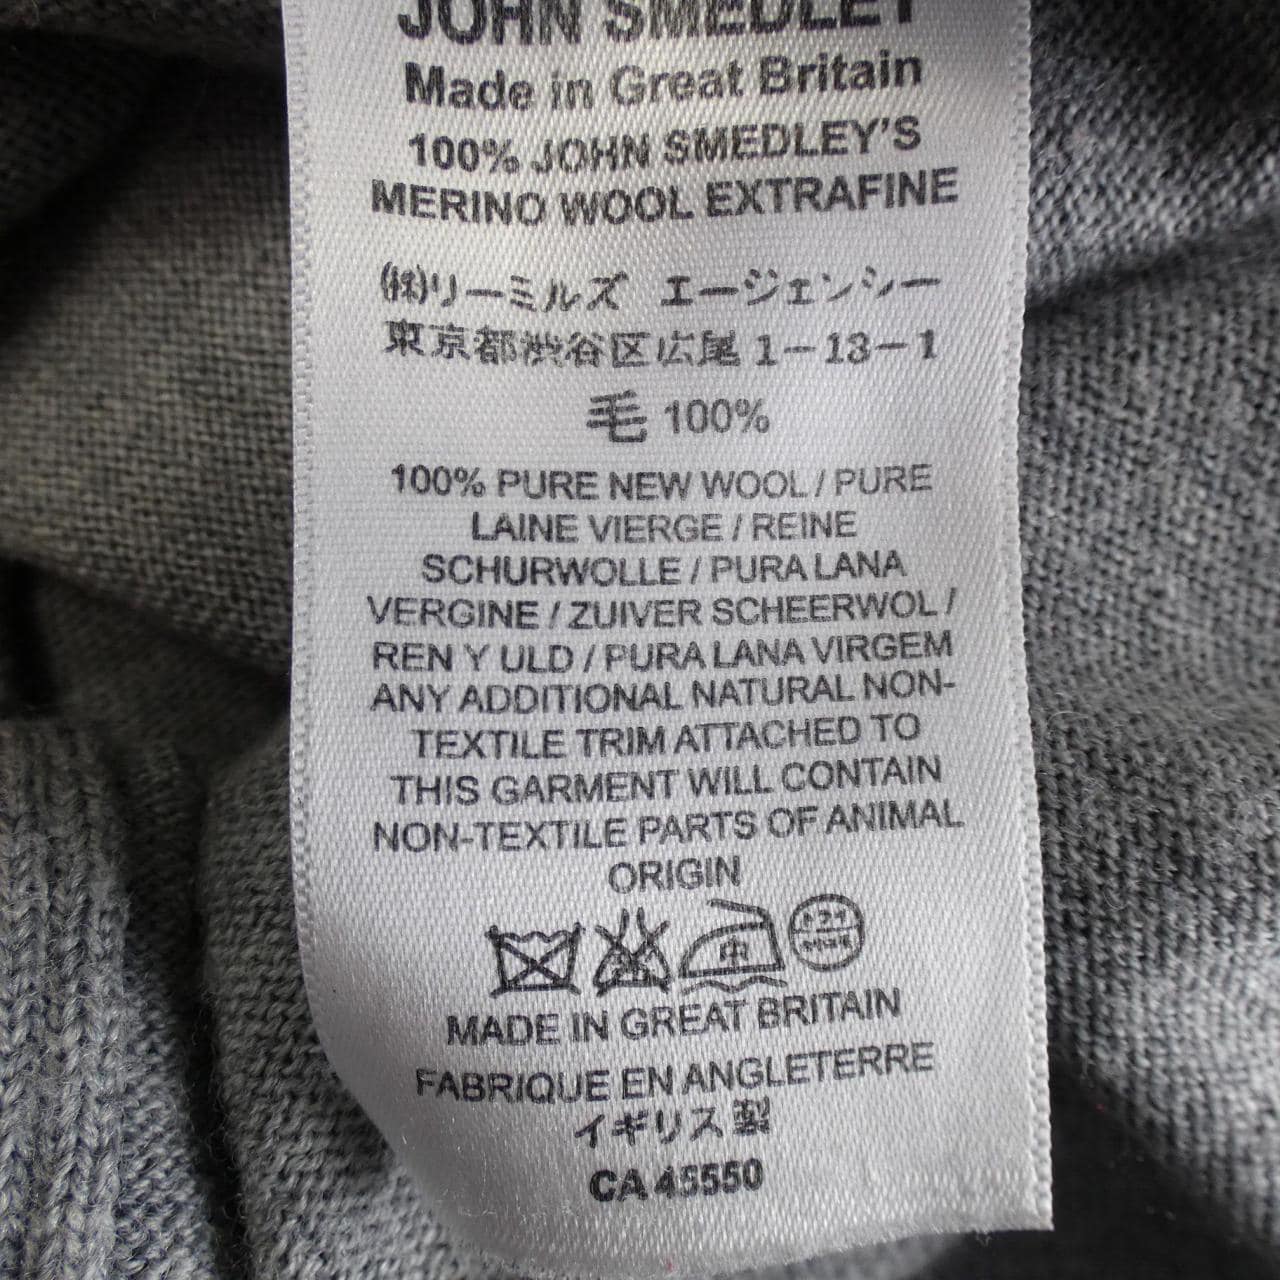 JOHN SMEDLEY
Made in Great Britain
100% JOHN SMEDLEY'S
MERINO WOOL EXTRAFINE
㈱リーミルズ エージェンシー
東京都渋谷区広尾1-13-1
毛 100%
100% PURE NEW WOOL / PURE
LAINE VIERGE / REINE
SCHURWOLLE / PURA LANA
VERGINE / ZUIVER SCHEERWOL /
REN Y ULD / PURA LANA VIRGEM
ANY ADDITIONAL NATURAL NON-
TEXTILE TRIM ATTACHED TO
THIS GARMENT WILL CONTAIN
NON-TEXTILE PARTS OF ANIMAL
ORIGIN
中 ドライ
MADE IN GREAT BRITAIN
FABRIQUE EN ANGLETERRE
イギリス製
CA 45550